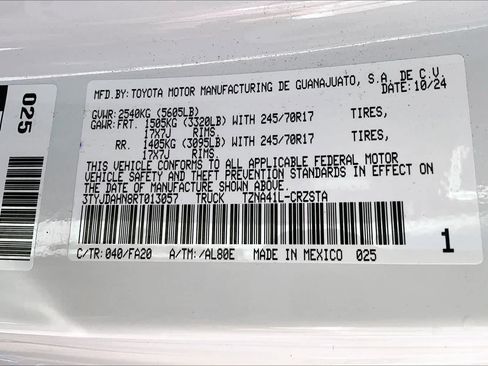 MFD.BY: TOYOTA MOTOR MANUFACTURING DE GUANAJUATO, S.A. DE C.V.
DATE: 10/24
GVWR: 2540KG (5605LB)
GAWR: FRT. 1505KG (3320LB) WITH 245/70R17 TIRES,
17X7J RIMS.
RR. 1405KG (3095LB) WITH 245/70R17 TIRES,
17X7J RIMS.
THIS VEHICLE CONFORMS TO ALL APPLICABLE FEDERAL MOTOR
VEHICLE SAFETY AND THEFT PREVENTION STANDARDS IN EFFECT ON
THE DATE OF MANUFACTURE SHOWN ABOVE.
3TYJDAHN8RT013057 TRUCK TZNA41L-CRZSTA
C/TR: 040/FA20 A/TM: /AL80E MADE IN MEXICO 025
1
025